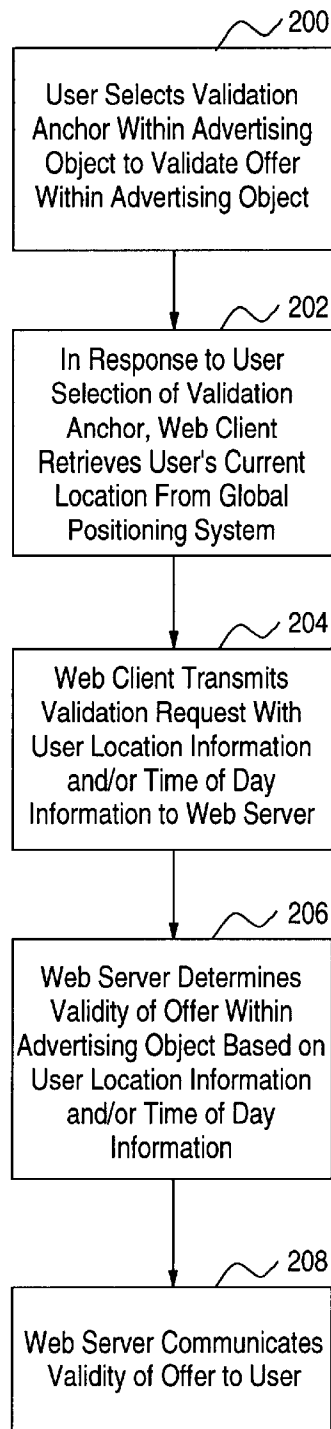 200
User Selects Validation
Anchor Within Advertising
Object to Validate Offer
Within Advertising Object
202
In Response to User
Selection of Validation
Anchor, Web Client
Retrieves User's Current
Location From Global
Positioning System
204
Web Client Transmits
Validation Request With
User Location Information
and/or Time of Day
Information to Web Server
206
Web Server Determines
Validity of Offer Within
Advertising Object Based on
User Location Information
and/or Time of Day
Information
208
Web Server Communicates
Validity of Offer to User